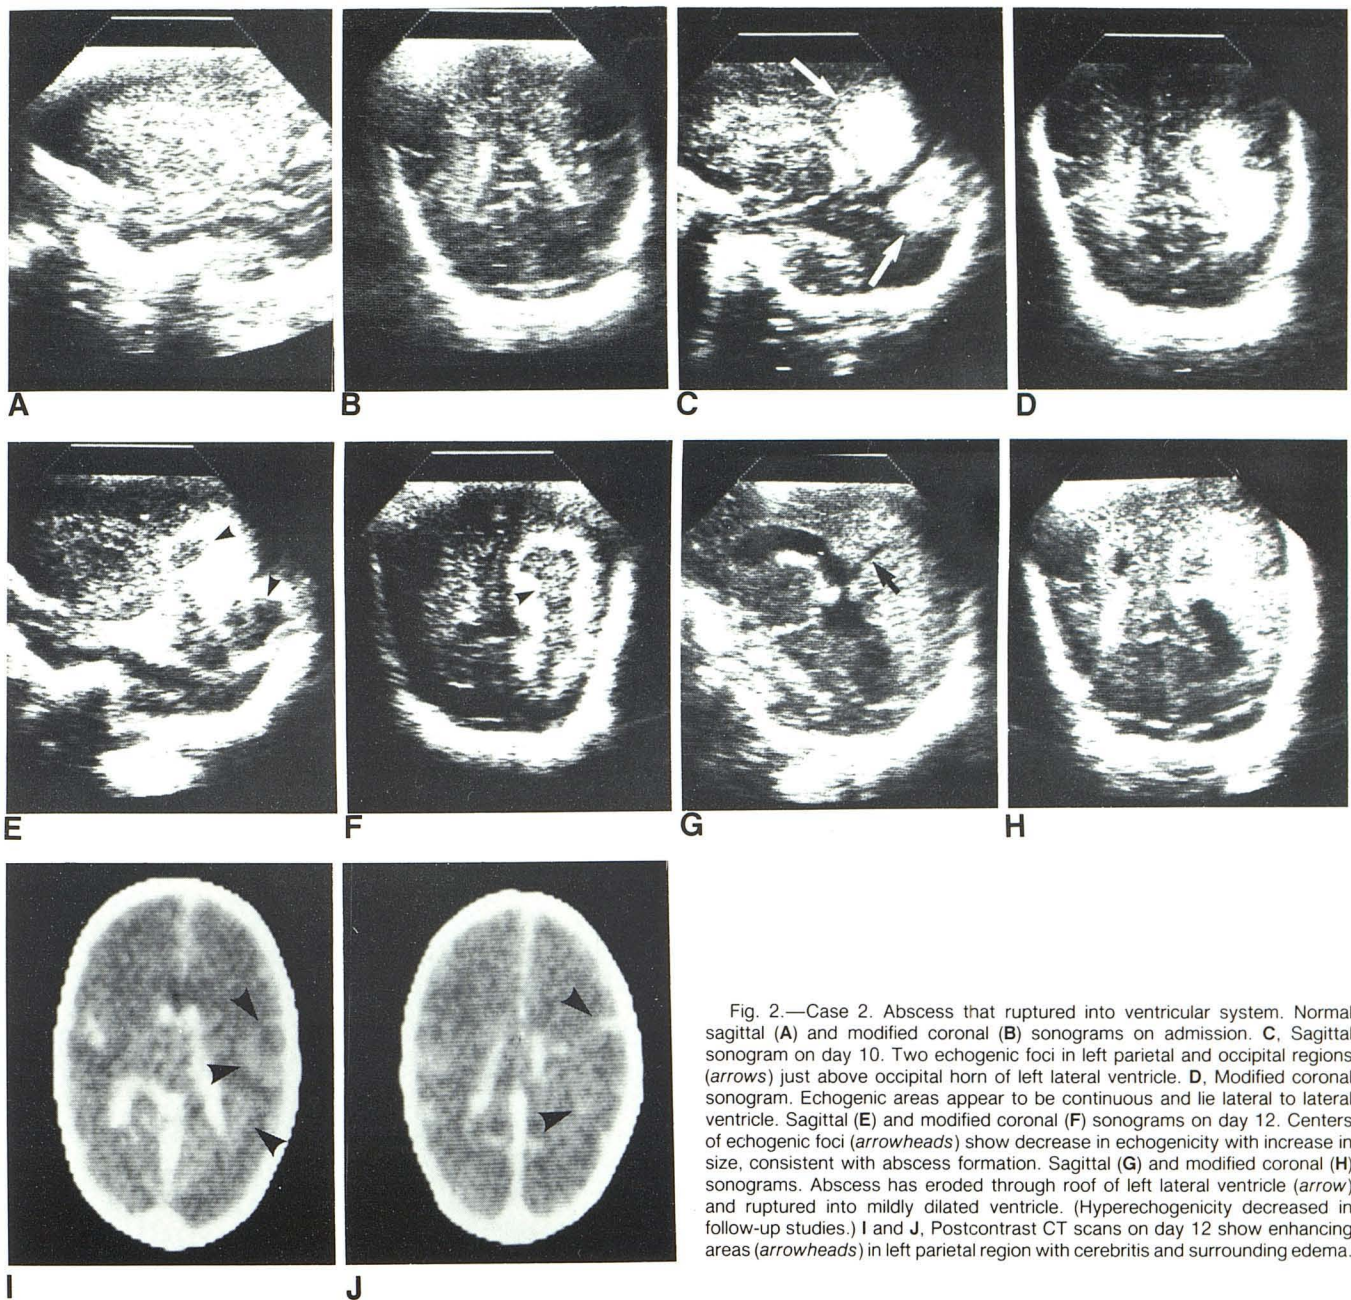 A
B
C
D
E
F
G
H
I
J
Fig. 2.—Case 2. Abscess that ruptured into ventricular system. Normal
sagittal (A) and modified coronal (B) sonograms on admission. C, Sagittal
sonogram on day 10. Two echogenic foci in left parietal and occipital regions
(arrows) just above occipital horn of left lateral ventricle. D, Modified coronal
sonogram. Echogenic areas appear to be continuous and lie lateral to lateral
ventricle. Sagittal (E) and modified coronal (F) sonograms on day 12. Centers
of echogenic foci (arrowheads) show decrease in echogenicity with increase in
size, consistent with abscess formation. Sagittal (G) and modified coronal (H)
sonograms. Abscess has eroded through roof of left lateral ventricle (arrow)
and ruptured into mildly dilated ventricle. (Hyperechogenicity decreased in
follow-up studies.) I and J, Postcontrast CT scans on day 12 show enhancing
areas (arrowheads) in left parietal region with cerebritis and surrounding edema.